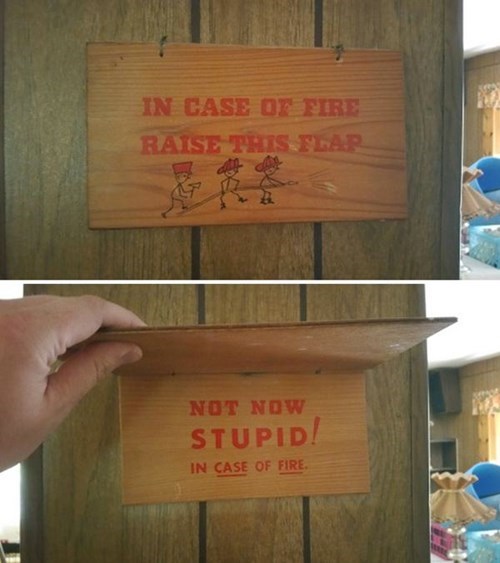 IN CASE OF FIRE
RAISE THIS FLAP
NOT NOW
STUPID!
IN CASE OF FIRE.